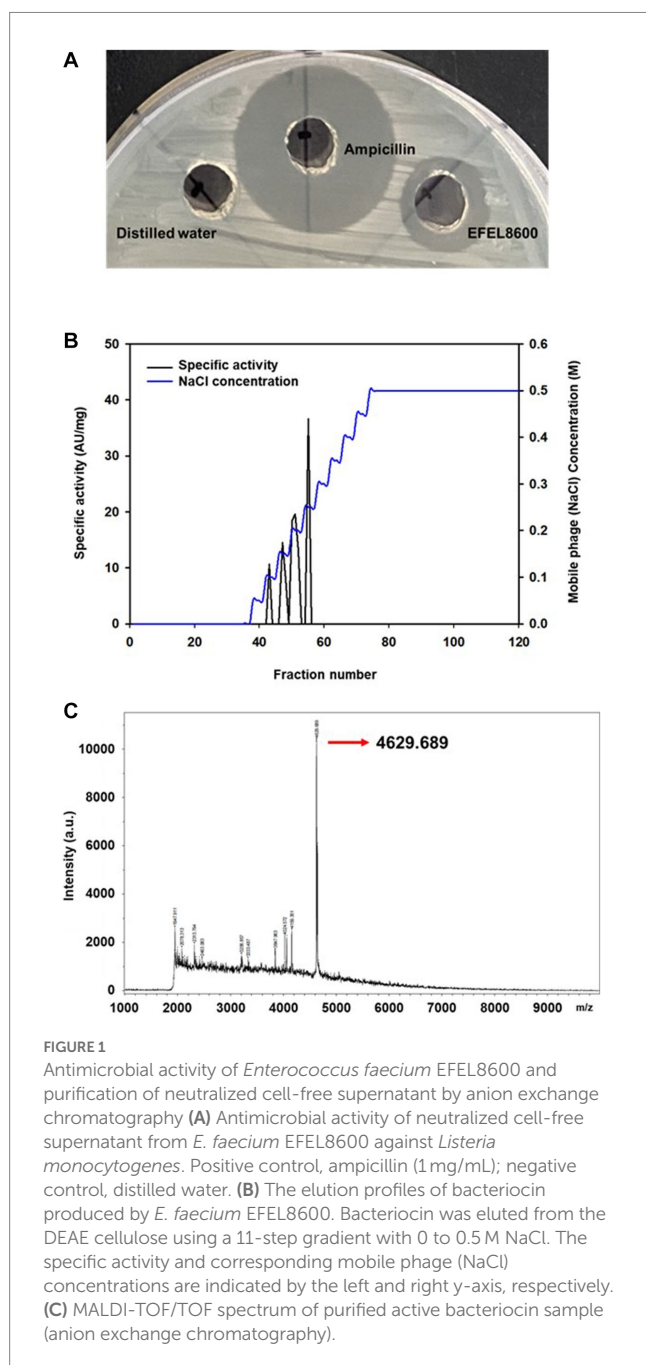 A
Ampicillin
Distilled water
EFEL8600
B
50
40
30
20
10
0
Specific activity (AU/mg)
Specific activity
NaCl concentration
0.6
0.5
0.4
0.3
0.2
0.1
0.0
Mobile phage (NaCl) Concentration (M)
0 20 40 60 80 100 120
Fraction number
C
10000
8000
6000
4000
2000
0
Intensity (a.u.)
4629.689
1000 2000 3000 4000 5000 6000 7000 8000 9000 m/z
FIGURE 1
Antimicrobial activity of Enterococcus faecium EFEL8600 and
purification of neutralized cell-free supernatant by anion exchange
chromatography (A) Antimicrobial activity of neutralized cell-free
supernatant from E. faecium EFEL8600 against Listeria
monocytogenes. Positive control, ampicillin (1 mg/mL); negative
control, distilled water. (B) The elution profiles of bacteriocin
produced by E. faecium EFEL8600. Bacteriocin was eluted from the
DEAE cellulose using a 11-step gradient with 0 to 0.5 M NaCl. The
specific activity and corresponding mobile phage (NaCl)
concentrations are indicated by the left and right y-axis, respectively.
(C) MALDI-TOF/TOF spectrum of purified active bacteriocin sample
(anion exchange chromatography).